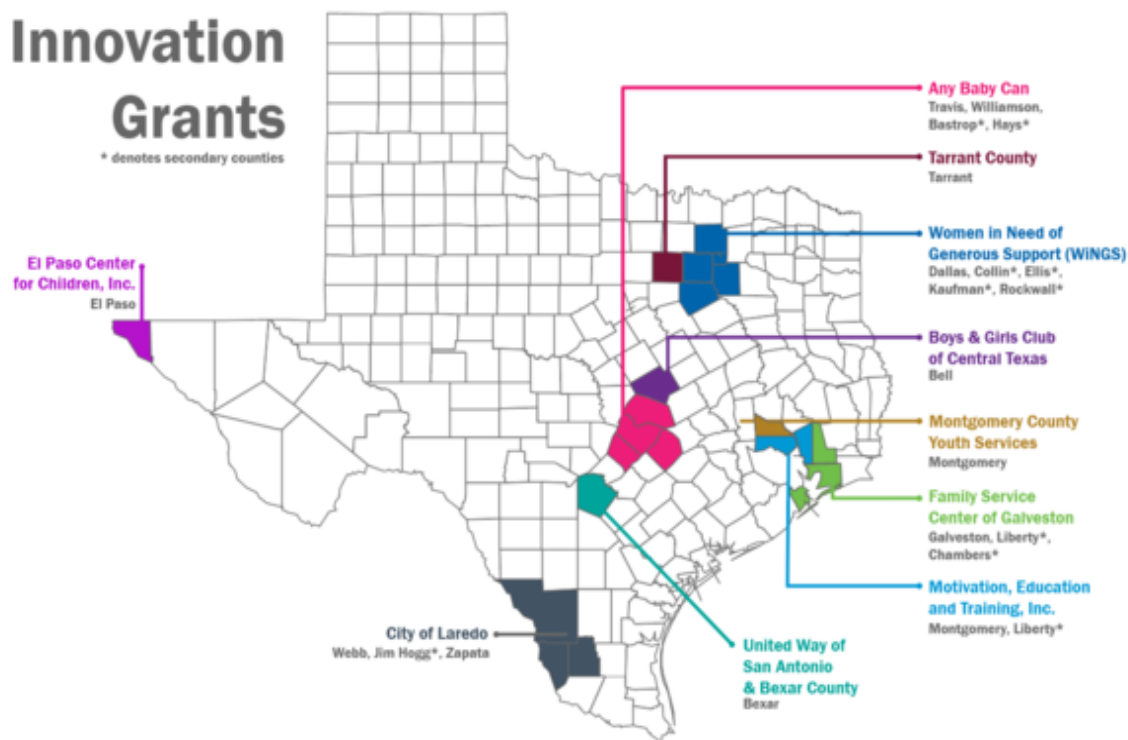 Innovation
Grants
* denotes secondary counties
Any Baby Can
Travis, Williamson,
Bastrop*, Hays*
Tarrant County
Tarrant
Women in Need of
Generous Support (WiNGS)
Dallas, Collin*, Ellis*,
Kaufman*, Rockwall*
El Paso Center
for Children, Inc.
El Paso
Boys & Girls Club
of Central Texas
Bell
Montgomery County
Youth Services
Montgomery
Family Service
Center of Galveston
Galveston, Liberty*,
Chambers*
Motivation, Education
and Training, Inc.
Montgomery, Liberty*
City of Laredo
Webb, Jim Hogg*, Zapata
United Way of
San Antonio
& Bexar County
Bexar